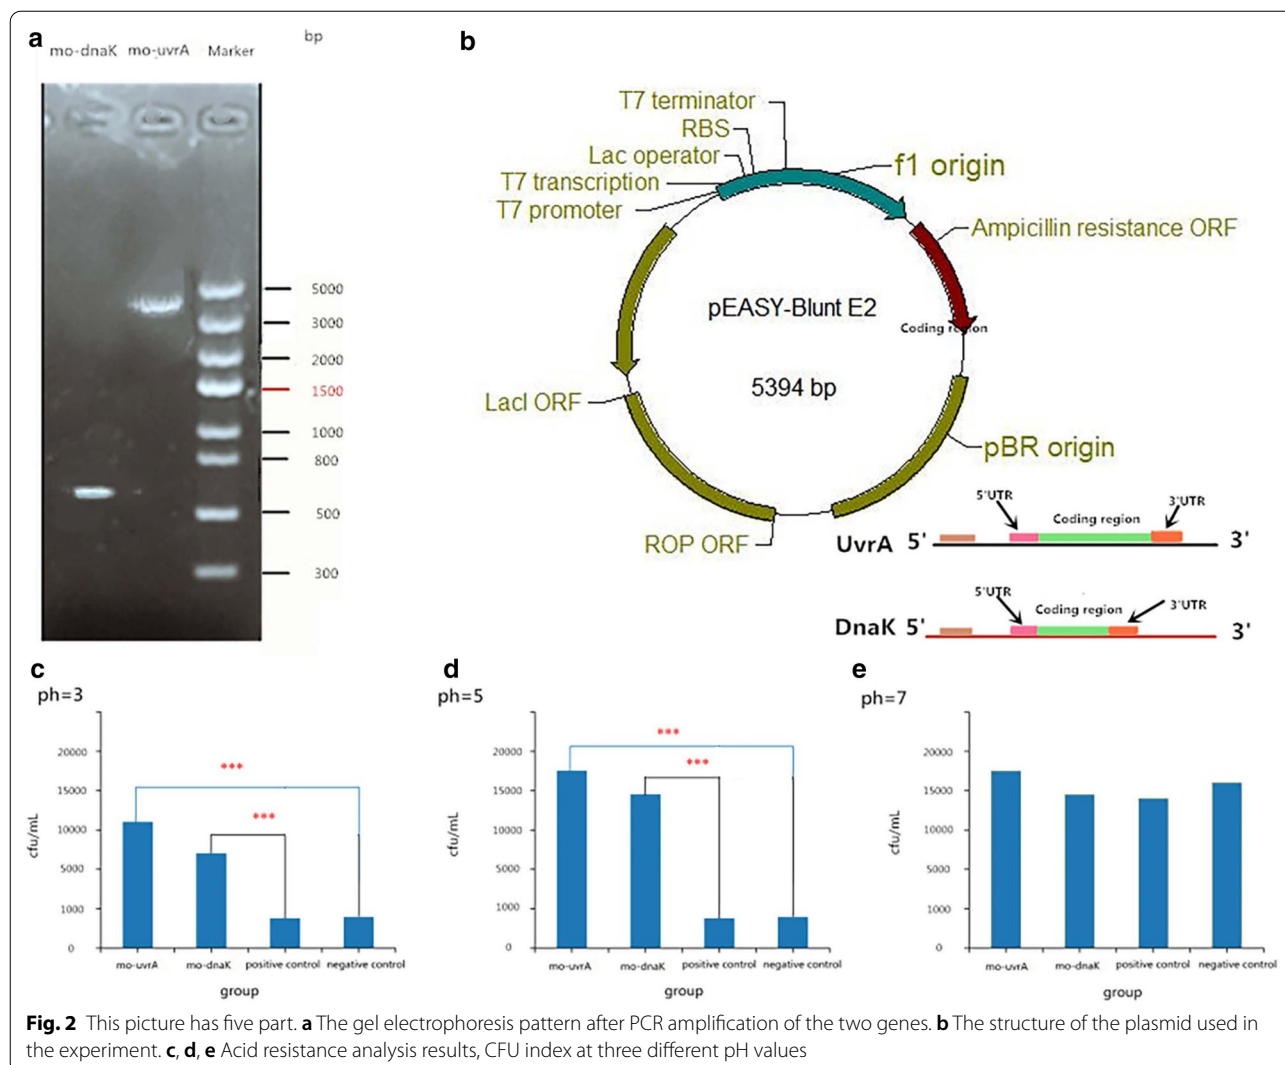 a
mo-dnaK mo-uvrA Marker
bp
5000
3000
2000
1500
1000
800
500
300
b
T7 terminator
RBS
Lac operator
T7 transcription
T7 promoter
f1 origin
Ampicillin resistance ORF
pEASY-Blunt E2
Coding region
5394 bp
LacI ORF
pBR origin
ROP ORF
5'UTR
Coding region
3'UTR
UvrA 5'
3'
5'UTR
Coding region
3'UTR
DnaK 5'
3'
c
ph=3
***
***
20000
15000
10000
5000
1000
0
cfu/mL
mo-uvrA mo-dnaK positive control negative control
group
d
ph=5
***
***
20000
15000
10000
5000
1000
0
cfu/mL
mo-uvrA mo-dnaK positive control negative control
group
e
ph=7
20000
15000
10000
5000
1000
0
cfu/mL
mo-uvrA mo-dnaK positive control negative control
group
Fig. 2 This picture has five part. a The gel electrophoresis pattern after PCR amplification of the two genes. b The structure of the plasmid used in
the experiment. c, d, e Acid resistance analysis results, CFU index at three different pH values